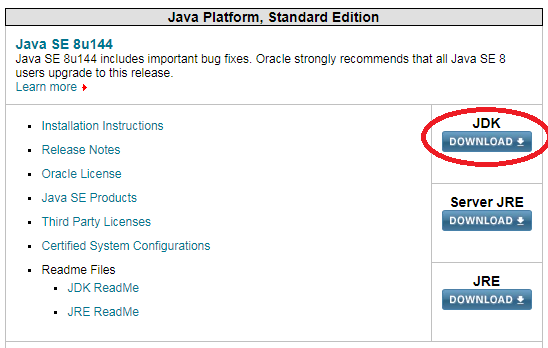 Java Platform, Standard Edition
Java SE 8u144
Java SE 8u144 includes important bug fixes. Oracle strongly recommends that all Java SE 8
users upgrade to this release.
Learn more
Installation Instructions
Release Notes
Oracle License
Java SE Products
Third Party Licenses
Certified System Configurations
Readme Files
JDK ReadMe
JRE ReadMe
JDK
DOWNLOAD
Server JRE
DOWNLOAD
JRE
DOWNLOAD